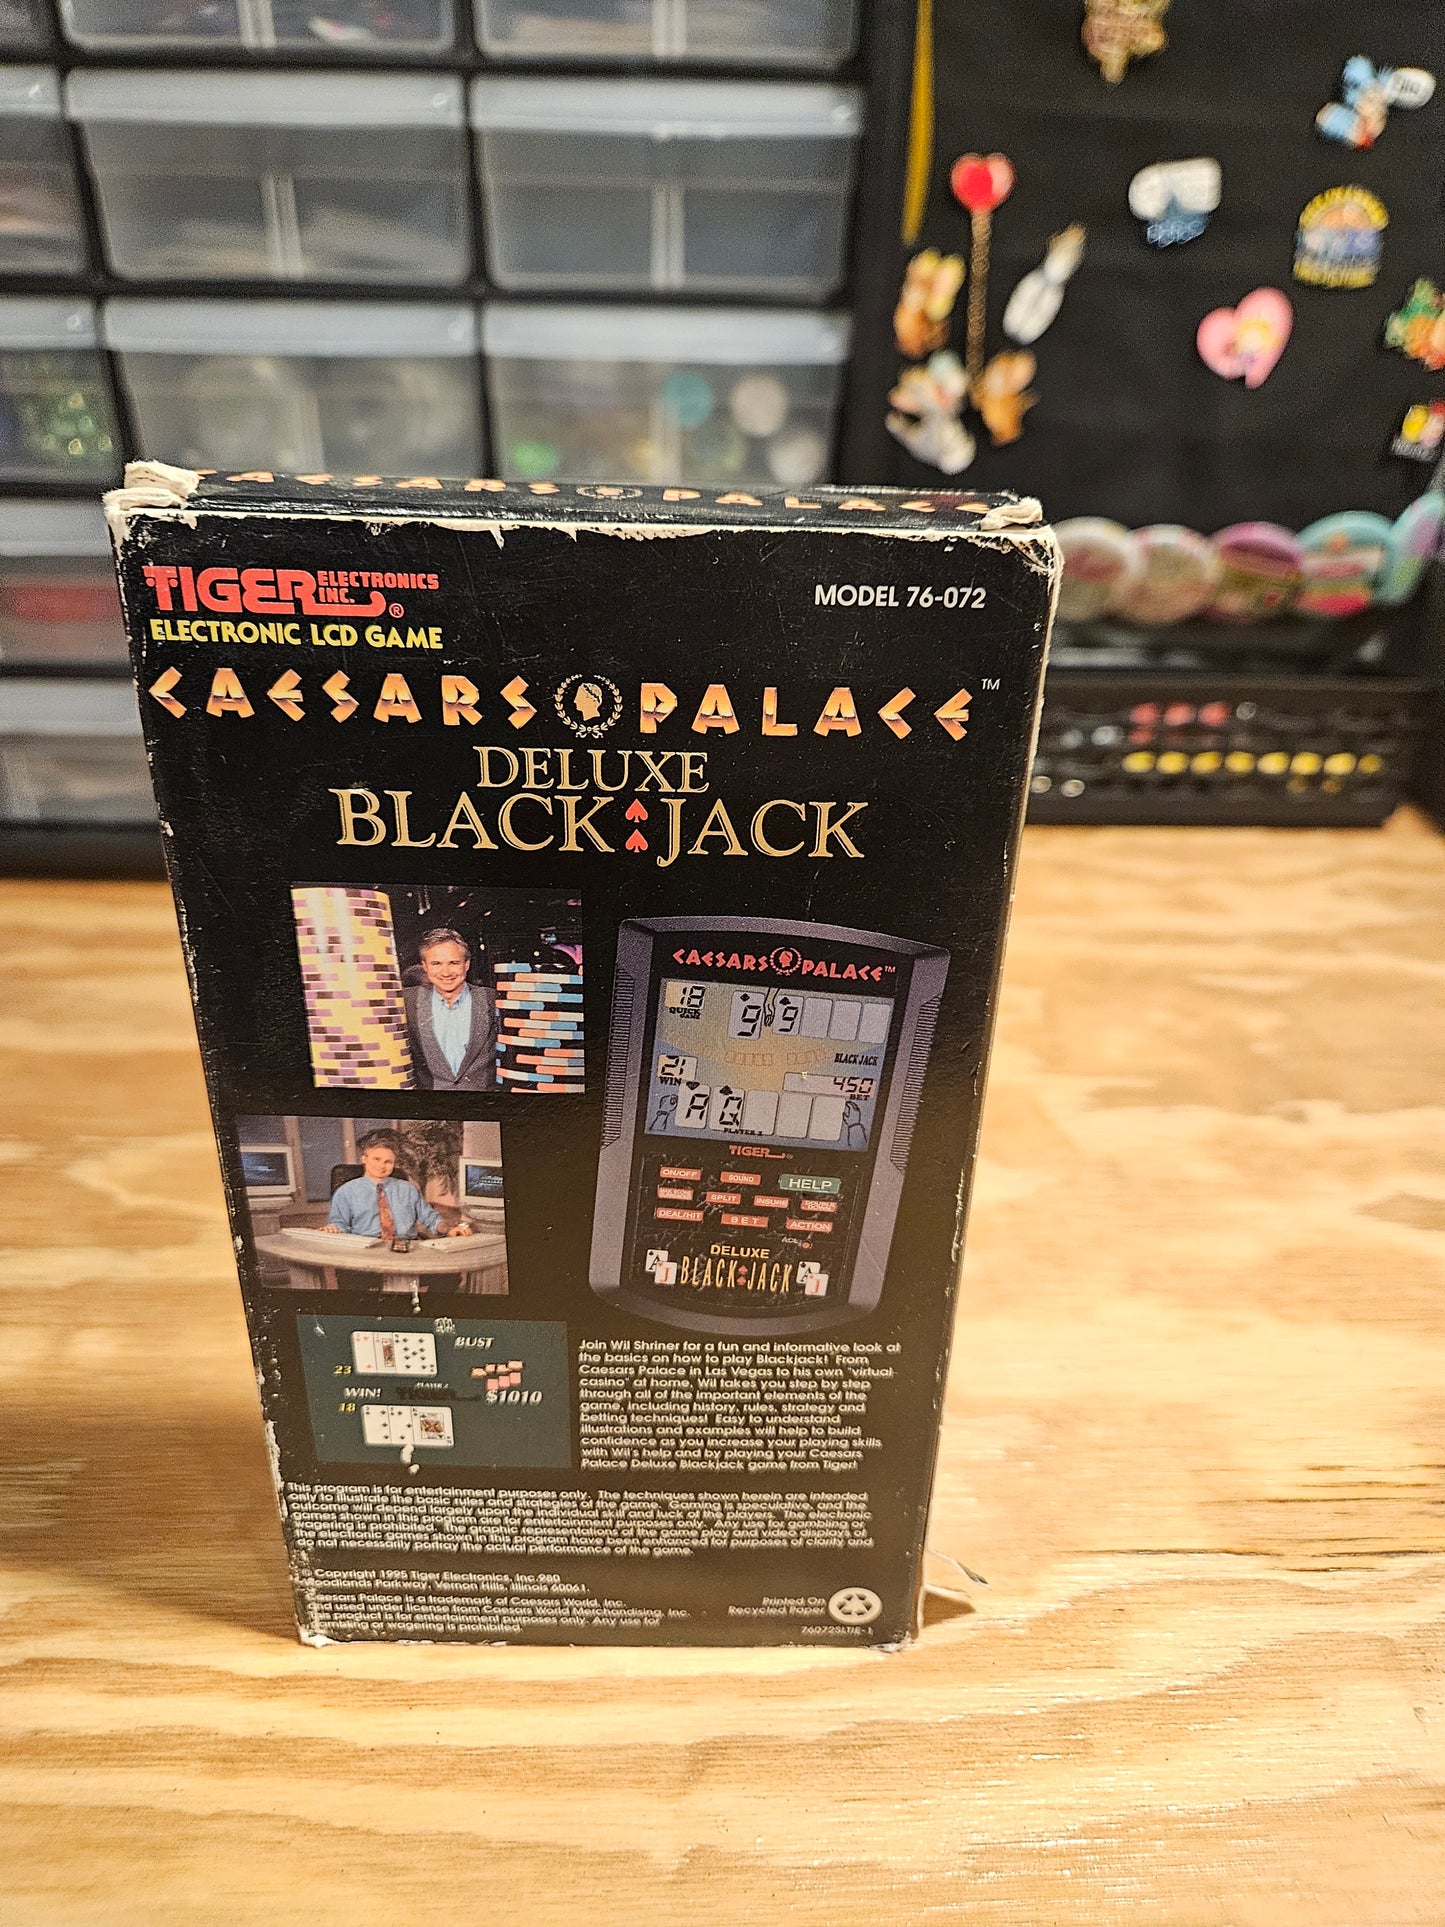 CAESARS PALACE
TIGER ELECTRONICS INC.®
ELECTRONIC LCD GAME
MODEL 76-072
CAESARS PALACE™
DELUXE
BLACK JACK
CAESARS PALACE™
18
QUICK GAME
9 9
BLACK JACK
21
WIN
450
BET
A Q
PLAYER 1
TIGER
ON/OFF
SOUND
HELP
SPLIT
INSURE
DEAL/HIT
BET
ACTION
DELUXE
BLACK JACK
BUST
23
WIN!
$1010
18
Join Wil Shriner for a fun and informative look at
the basics on how to play Blackjack! From
Caesars Palace in Las Vegas to his own "virtual
casino" at home, Wil takes you step by step
through all of the important elements of the
game, including history, rules, strategy and
betting techniques! Easy to understand
illustrations and examples will help to build
confidence as you increase your playing skills
with Wil's help and by playing your Caesars
Palace Deluxe Blackjack game from Tiger!
This program is for entertainment purposes only. The techniques shown herein are intended
only to illustrate the basic rules and strategies of the game. Gaming is speculative, and the
outcome will depend largely upon the individual skill and luck of the players. The electronic
games shown in this program are for entertainment purposes only. Any use for gambling or
wagering is prohibited. The graphic representations of the game play and video displays of
the electronic games shown in this program have been enhanced for purposes of clarity and
do not necessarily portray the actual performance of the game.
© Copyright 1995 Tiger Electronics, Inc. 980
Woodlands Parkway, Vernon Hills, Illinois 60061.
Caesars Palace is a trademark of Caesars World, Inc.
and used under license from Caesars World Merchandising, Inc.
The product is for entertainment purposes only. Any use for
gambling or wagering is prohibited.
Printed On
Recycled Paper
76072SLTIE-1